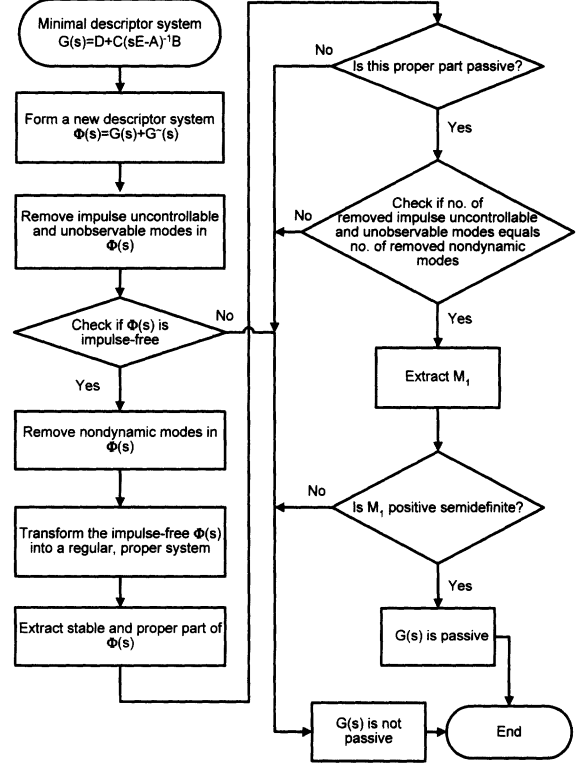 Minimal descriptor system
G(s)=D+C(sE-A)⁻¹B
Form a new descriptor system
Φ(s)=G(s)+G~(s)
Remove impulse uncontrollable
and unobservable modes in
Φ(s)
Check if Φ(s) is
impulse-free
No
Yes
Remove nondynamic modes in
Φ(s)
Transform the impulse-free Φ(s)
into a regular, proper system
Extract stable and proper part of
Φ(s)
Is this proper part passive?
No
Yes
Check if no. of
removed impulse uncontrollable
and unobservable modes equals
no. of removed nondynamic
modes
No
Yes
Extract M₁
Is M₁ positive semidefinite?
No
Yes
G(s) is passive
G(s) is not
passive
End